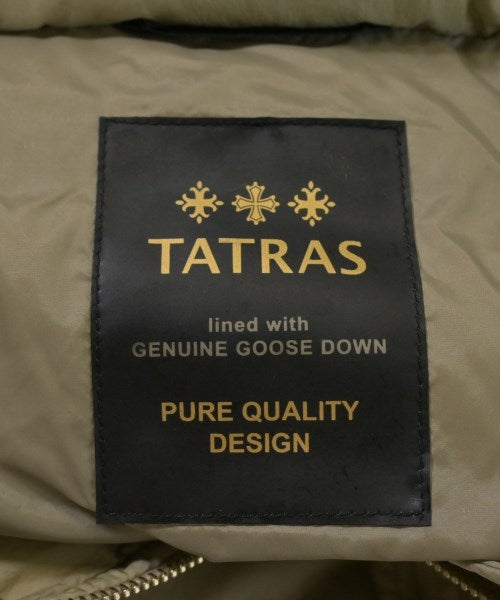 TATRAS
lined with
GENUINE GOOSE DOWN
PURE QUALITY
DESIGN